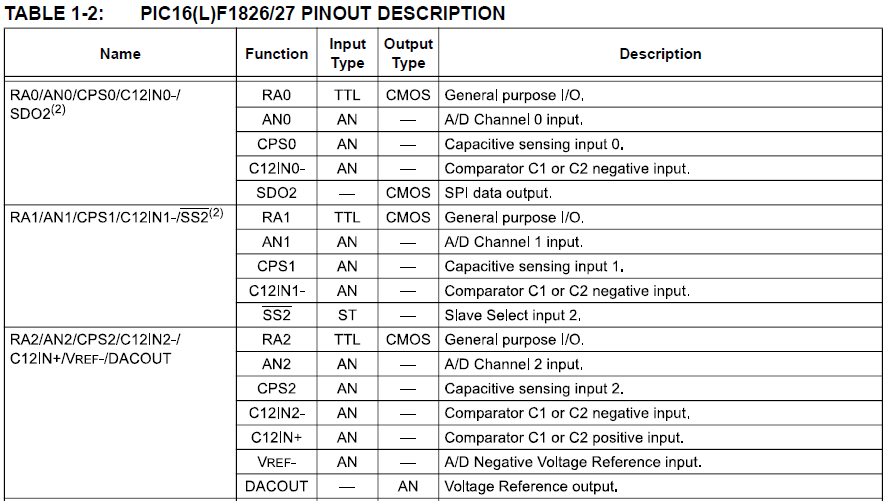 TABLE 1-2: PIC16(L)F1826/27 PINOUT DESCRIPTION
Name Function Input Type Output Type Description
RA0/AN0/CPS0/C12IN0-/SDO2(2) RA0 TTL CMOS General purpose I/O.
AN0 AN — A/D Channel 0 input.
CPS0 AN — Capacitive sensing input 0.
C12IN0- AN — Comparator C1 or C2 negative input.
SDO2 — CMOS SPI data output.
RA1/AN1/CPS1/C12IN1-/SS2(2) RA1 TTL CMOS General purpose I/O.
AN1 AN — A/D Channel 1 input.
CPS1 AN — Capacitive sensing input 1.
C12IN1- AN — Comparator C1 or C2 negative input.
SS2 ST — Slave Select input 2.
RA2/AN2/CPS2/C12IN2-/C12IN+/VREF-/DACOUT RA2 TTL CMOS General purpose I/O.
AN2 AN — A/D Channel 2 input.
CPS2 AN — Capacitive sensing input 2.
C12IN2- AN — Comparator C1 or C2 negative input.
C12IN+ AN — Comparator C1 or C2 positive input.
VREF- AN — A/D Negative Voltage Reference input.
DACOUT — AN Voltage Reference output.